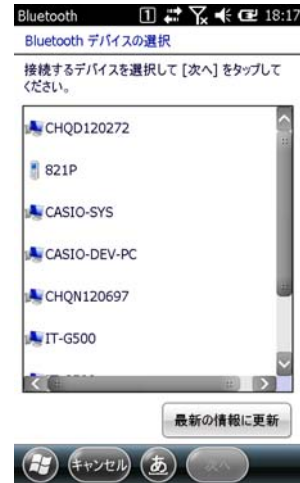 Bluetooth 1 18:17
Bluetooth デバイスの選択
接続するデバイスを選択して [次へ] をタップして
ください。
CHQD120272
821P
CASIO-SYS
CASIO-DEV-PC
CHQN120697
IT-G500
最新の情報に更新
キャンセル あ 次へ